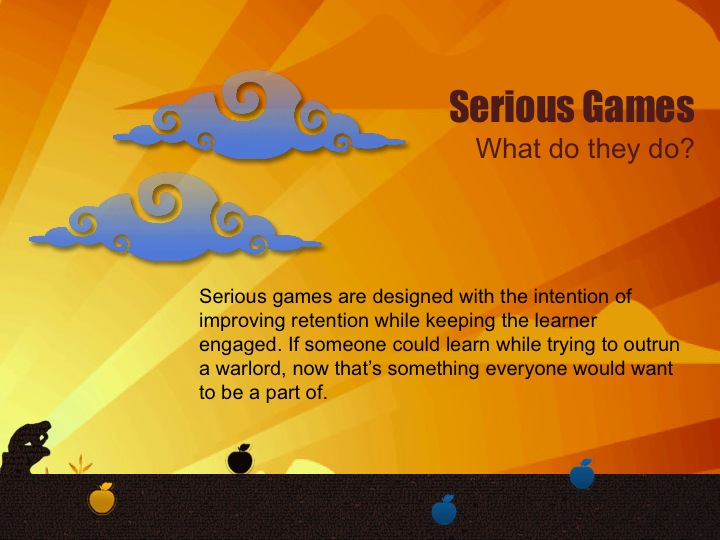 Serious Games
What do they do?
Serious games are designed with the intention of
improving retention while keeping the learner
engaged. If someone could learn while trying to outrun
a warlord, now that’s something everyone would want
to be a part of.